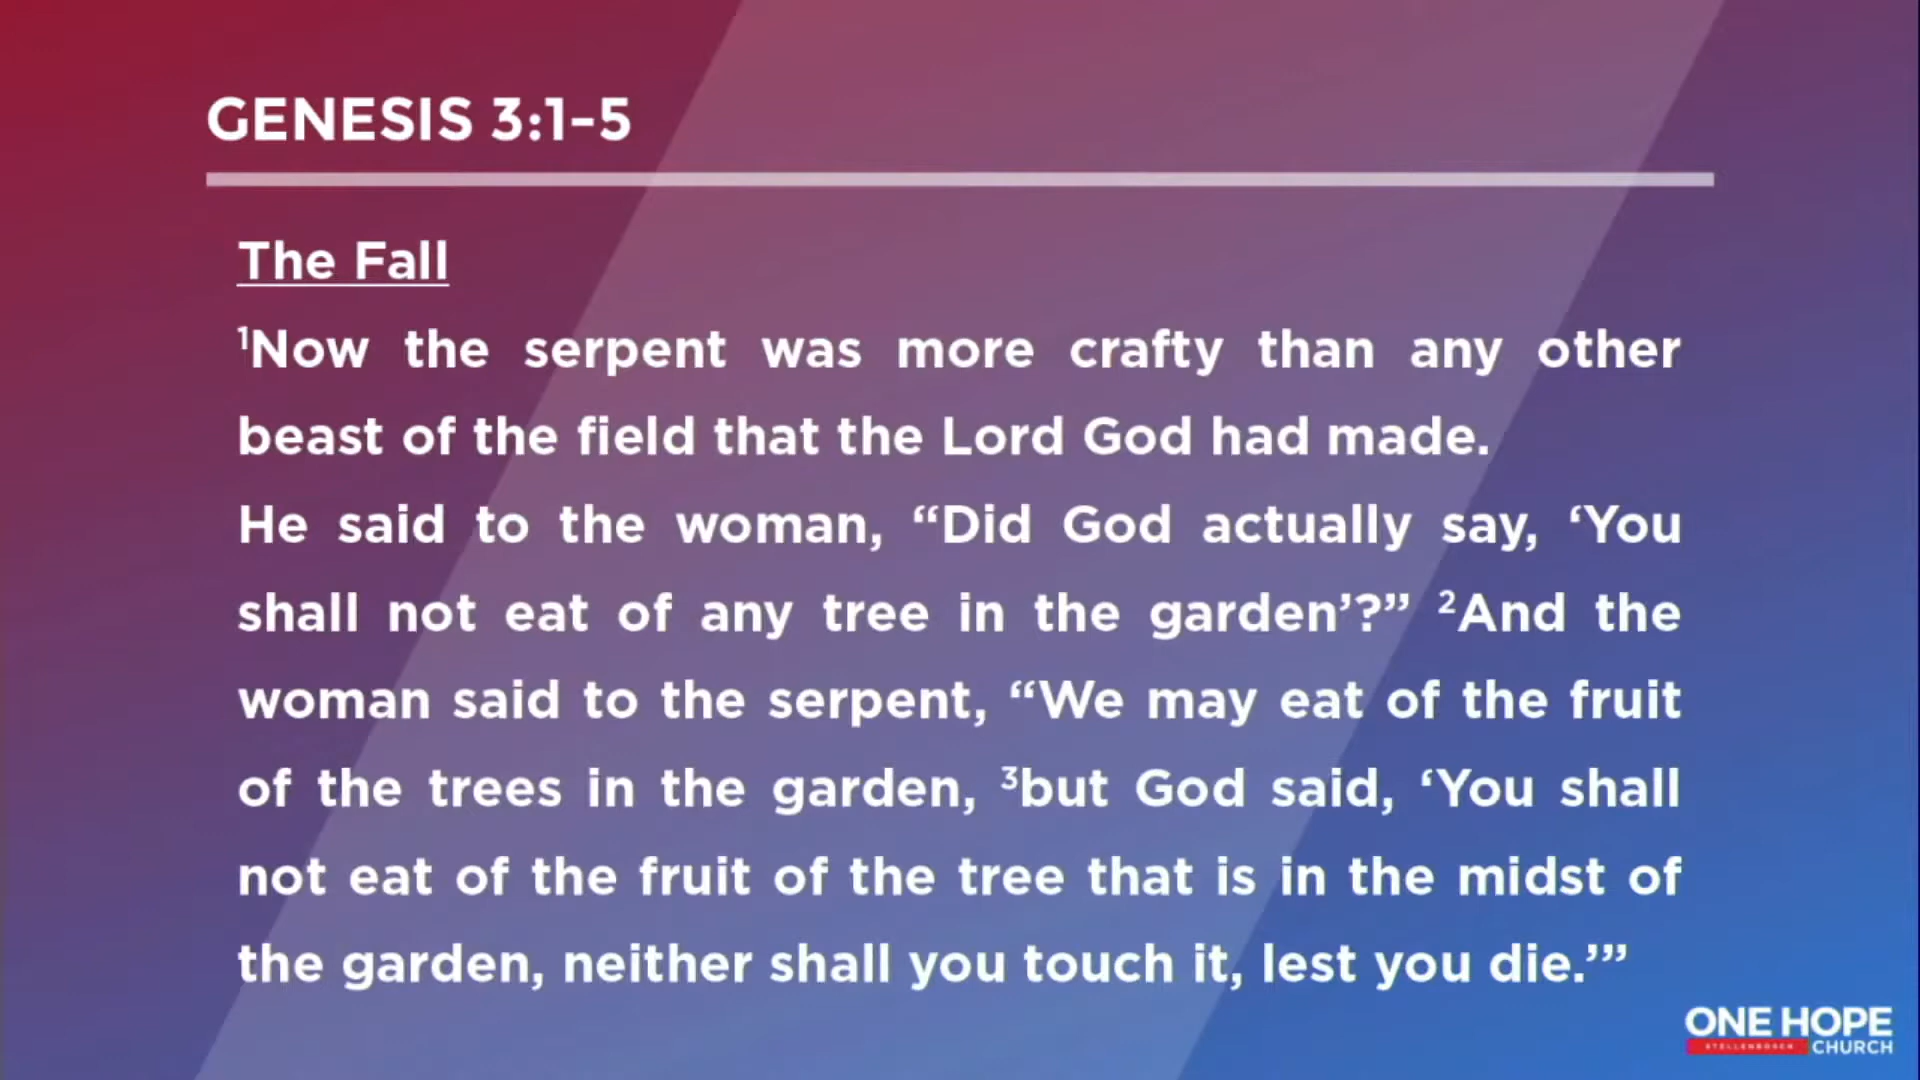 GENESIS 3:1-5
The Fall
¹Now the serpent was more crafty than any other
beast of the field that the Lord God had made.
He said to the woman, “Did God actually say, ‘You
shall not eat of any tree in the garden’?” ²And the
woman said to the serpent, “We may eat of the fruit
of the trees in the garden, ³but God said, ‘You shall
not eat of the fruit of the tree that is in the midst of
the garden, neither shall you touch it, lest you die.’”
ONE HOPE
STELLENBOSCH CHURCH